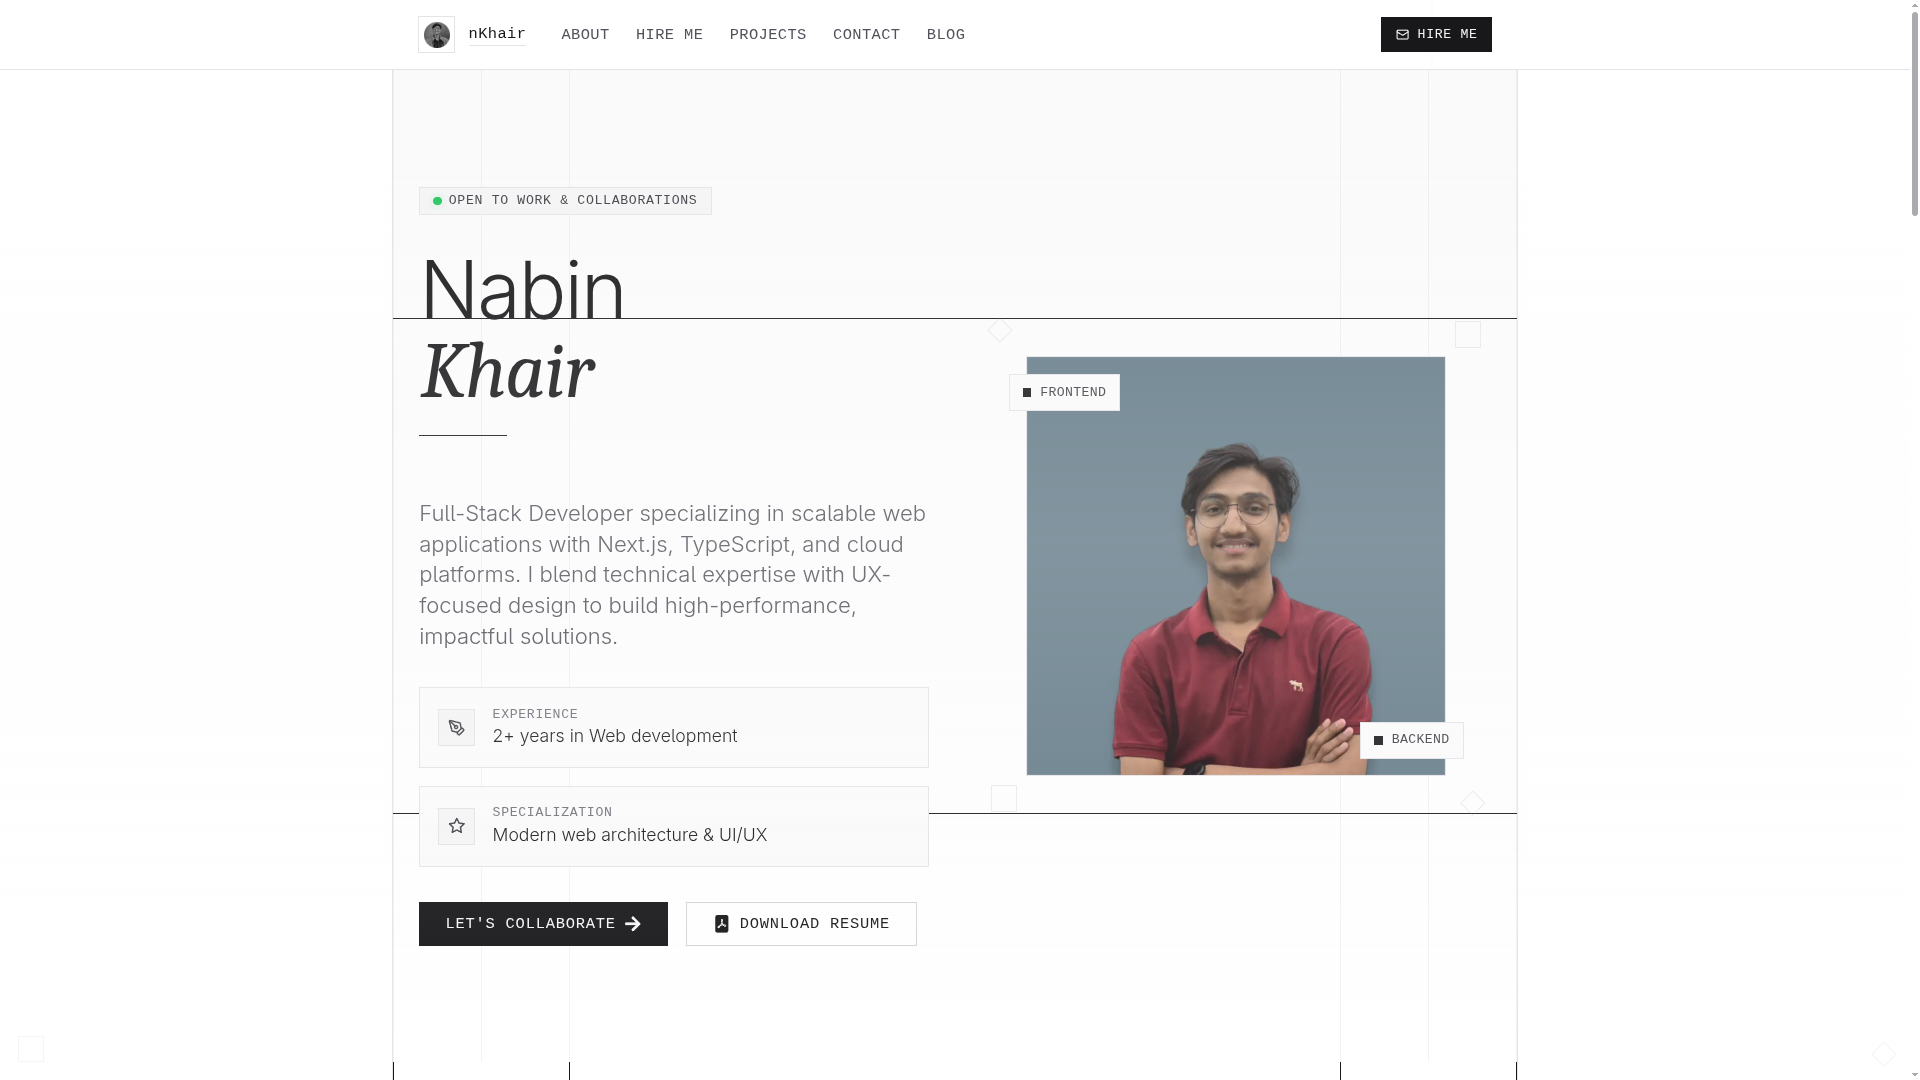 nKhair
ABOUT
HIRE ME
PROJECTS
CONTACT
BLOG
HIRE ME
OPEN TO WORK & COLLABORATIONS
Nabin
Khair
Full-Stack Developer specializing in scalable web
applications with Next.js, TypeScript, and cloud
platforms. I blend technical expertise with UX-
focused design to build high-performance,
impactful solutions.
EXPERIENCE
2+ years in Web development
SPECIALIZATION
Modern web architecture & UI/UX
LET'S COLLABORATE
DOWNLOAD RESUME
FRONTEND
BACKEND